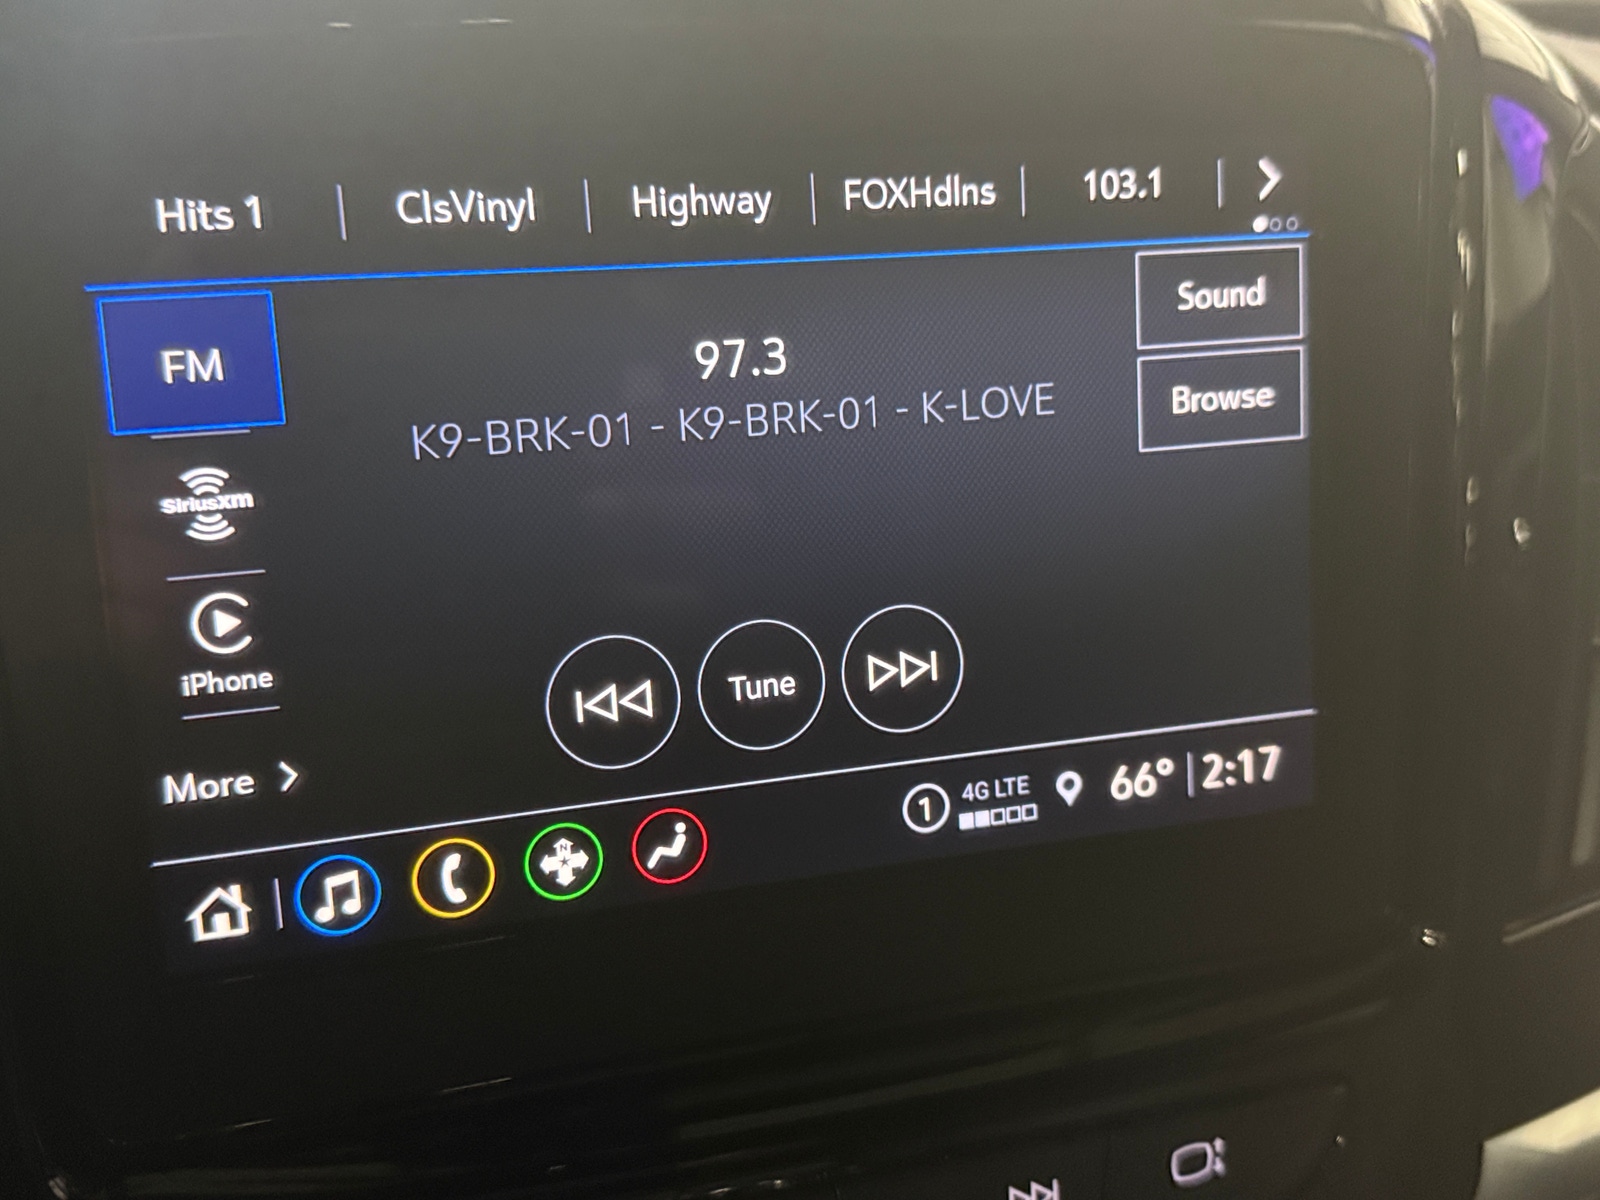 Hits 1 | ClsVinyl | Highway | FOXHdlns | 103.1 |
FM
97.3
K9-BRK-01 - K9-BRK-01 - K-LOVE
Sound
Browse
SiriusXM
iPhone
More
Tune
1 4G LTE 66° | 2:17
N